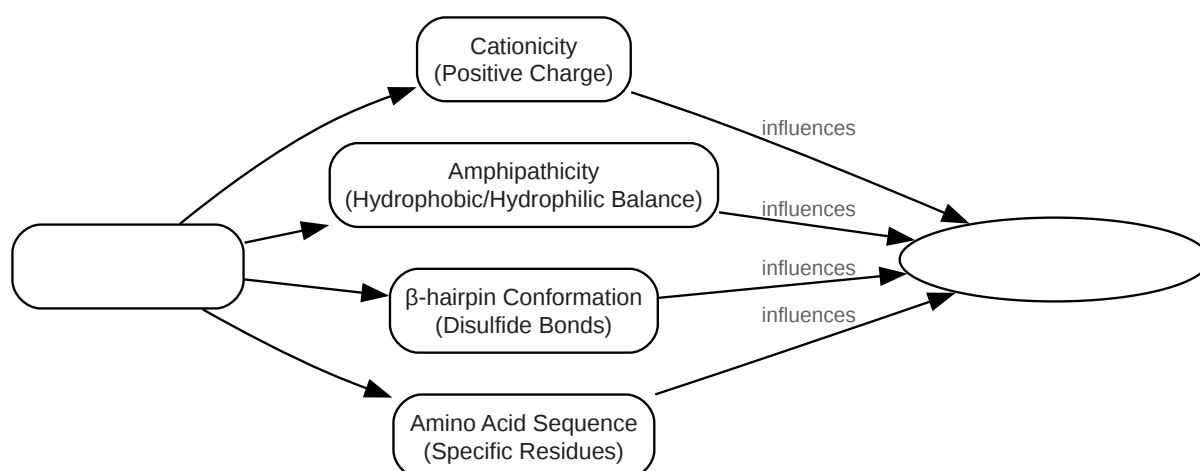 Cationicity
(Positive Charge)
influences
Amphipathicity
(Hydrophobic/Hydrophilic Balance)
influences
β-hairpin Conformation
(Disulfide Bonds)
influences
Amino Acid Sequence
(Specific Residues)
influences